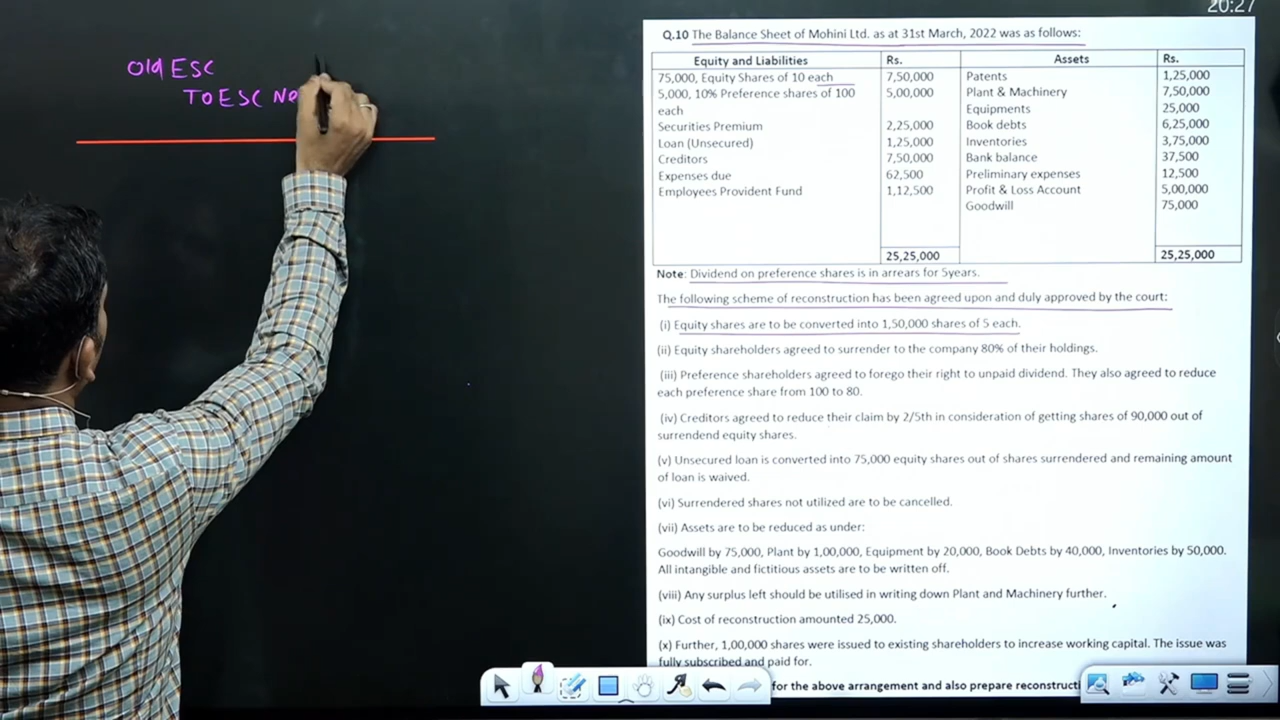 20:27
Old ESC
To ESC
Q.10 The Balance Sheet of Mohini Ltd. as at 31st March, 2022 was as follows:
Equity and Liabilities Rs. Assets Rs.
75,000, Equity Shares of 10 each 7,50,000 Patents 1,25,000
5,000, 10% Preference shares of 100 5,00,000 Plant & Machinery 7,50,000
each Equipments 25,000
Securities Premium 2,25,000 Book debts 6,25,000
Loan (Unsecured) 1,25,000 Inventories 3,75,000
Creditors 7,50,000 Bank balance 37,500
Expenses due 62,500 Preliminary expenses 12,500
Employees Provident Fund 1,12,500 Profit & Loss Account 5,00,000
Goodwill 75,000
25,25,000 25,25,000
Note: Dividend on preference shares is in arrears for 5years.
The following scheme of reconstruction has been agreed upon and duly approved by the court:
(i) Equity shares are to be converted into 1,50,000 shares of 5 each.
(ii) Equity shareholders agreed to surrender to the company 80% of their holdings.
(iii) Preference shareholders agreed to forego their right to unpaid dividend. They also agreed to reduce
each preference share from 100 to 80.
(iv) Creditors agreed to reduce their claim by 2/5th in consideration of getting shares of 90,000 out of
surrendend equity shares.
(v) Unsecured loan is converted into 75,000 equity shares out of shares surrendered and remaining amount
of loan is waived.
(vi) Surrendered shares not utilized are to be cancelled.
(vii) Assets are to be reduced as under:
Goodwill by 75,000, Plant by 1,00,000, Equipment by 20,000, Book Debts by 40,000, Inventories by 50,000.
All intangible and fictitious assets are to be written off.
(viii) Any surplus left should be utilised in writing down Plant and Machinery further.
(ix) Cost of reconstruction amounted 25,000.
(x) Further, 1,00,000 shares were issued to existing shareholders to increase working capital. The issue was
fully subscribed and paid for.
for the above arrangement and also prepare